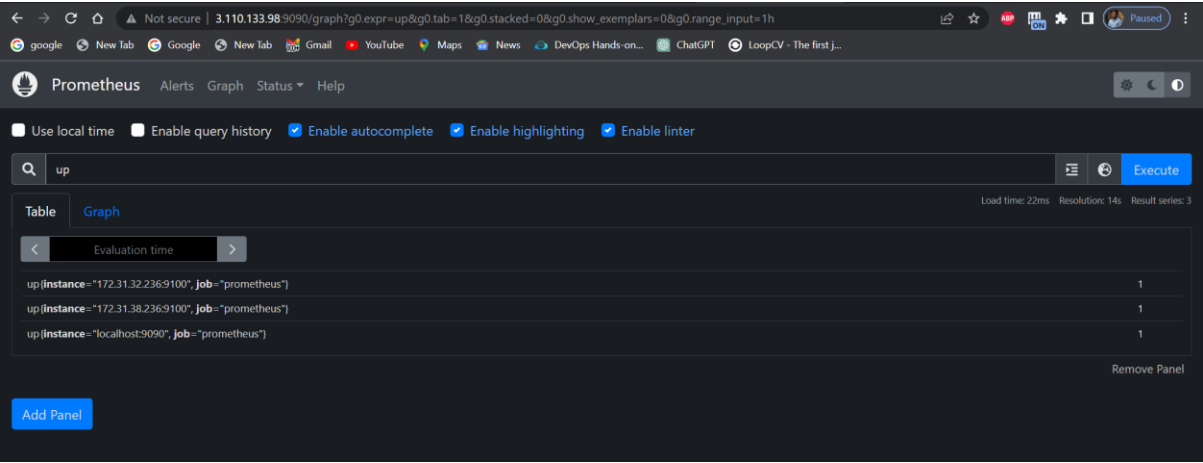 Not secure | 3.110.133.98:9090/graph?g0.expr=up&g0.tab=1&g0.stacked=0&g0.show_exemplars=0&g0.range_input=1h ABP ON Paused
google New Tab Google New Tab Gmail YouTube Maps News DevOps Hands-on... ChatGPT LoopCV - The first j...
Prometheus Alerts Graph Status Help
Use local time Enable query history Enable autocomplete Enable highlighting Enable linter
up Execute
Table Graph Load time: 22ms Resolution: 14s Result series: 3
Evaluation time
up{instance="172.31.32.236:9100", job="prometheus"} 1
up{instance="172.31.38.236:9100", job="prometheus"} 1
up{instance="localhost:9090", job="prometheus"} 1
Remove Panel
Add Panel